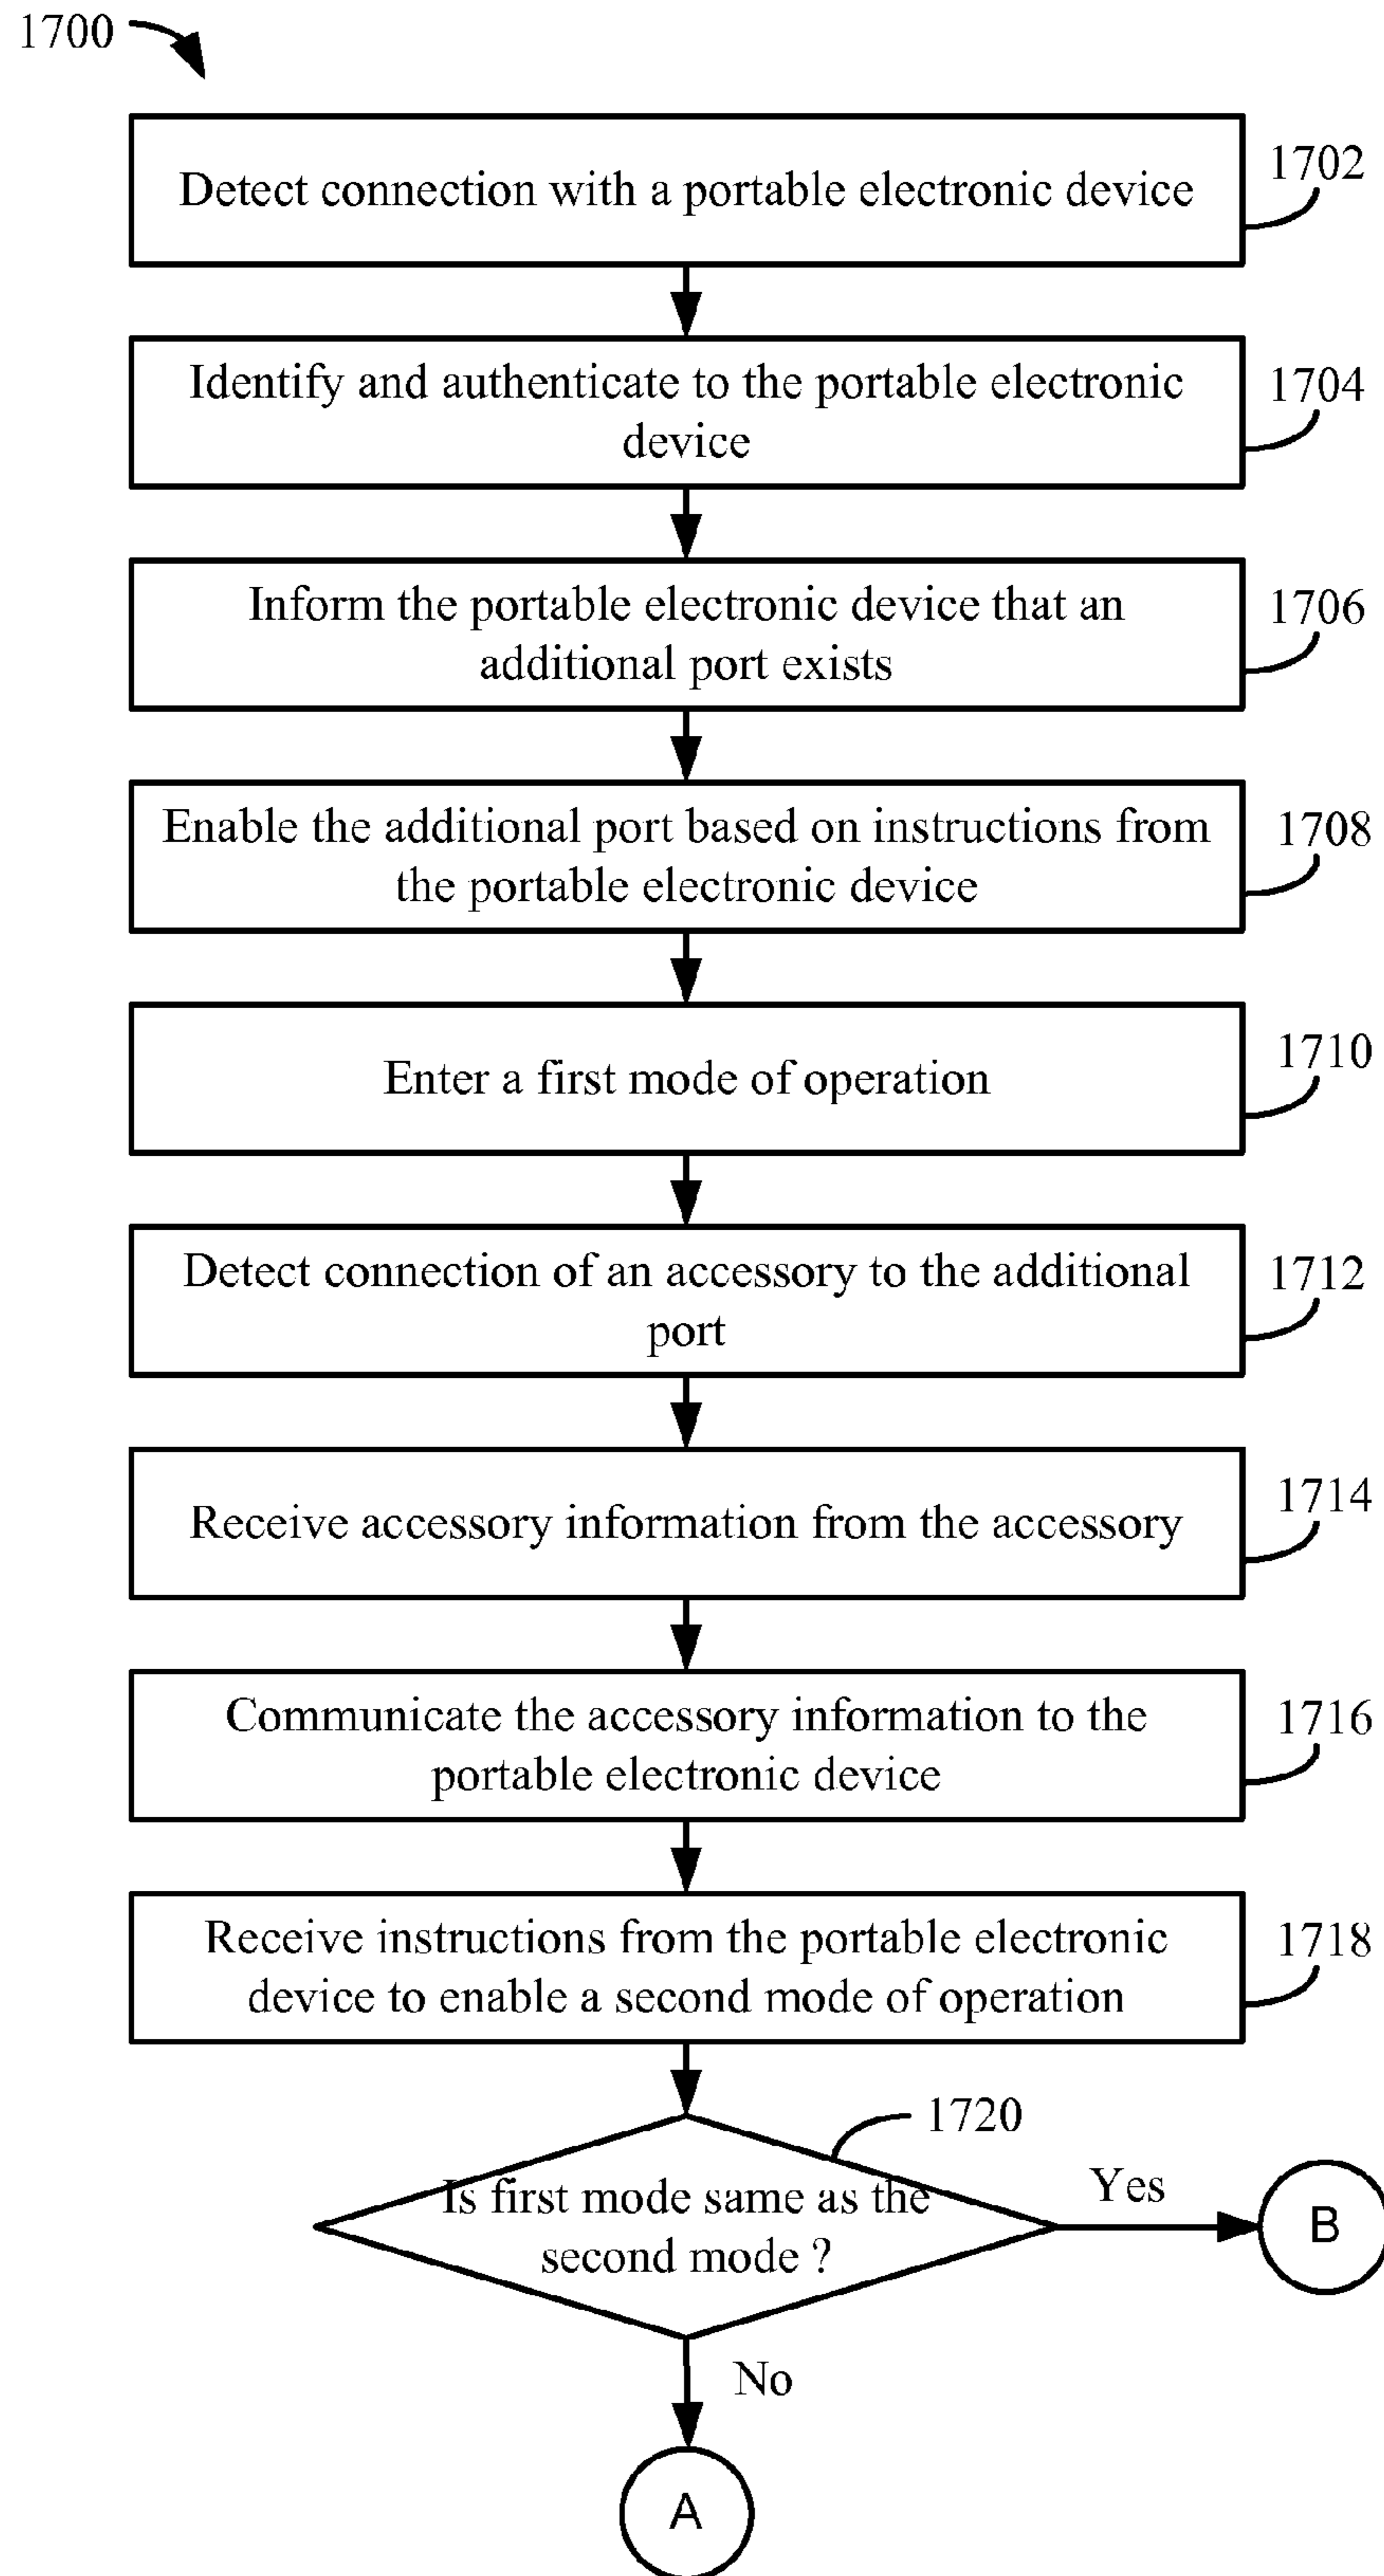 1700
Detect connection with a portable electronic device
1702
Identify and authenticate to the portable electronic
device
1704
Inform the portable electronic device that an
additional port exists
1706
Enable the additional port based on instructions from
the portable electronic device
1708
Enter a first mode of operation
1710
Detect connection of an accessory to the additional
port
1712
Receive accessory information from the accessory
1714
Communicate the accessory information to the
portable electronic device
1716
Receive instructions from the portable electronic
device to enable a second mode of operation
1718
1720
Is first mode same as the
second mode ?
Yes
B
No
A